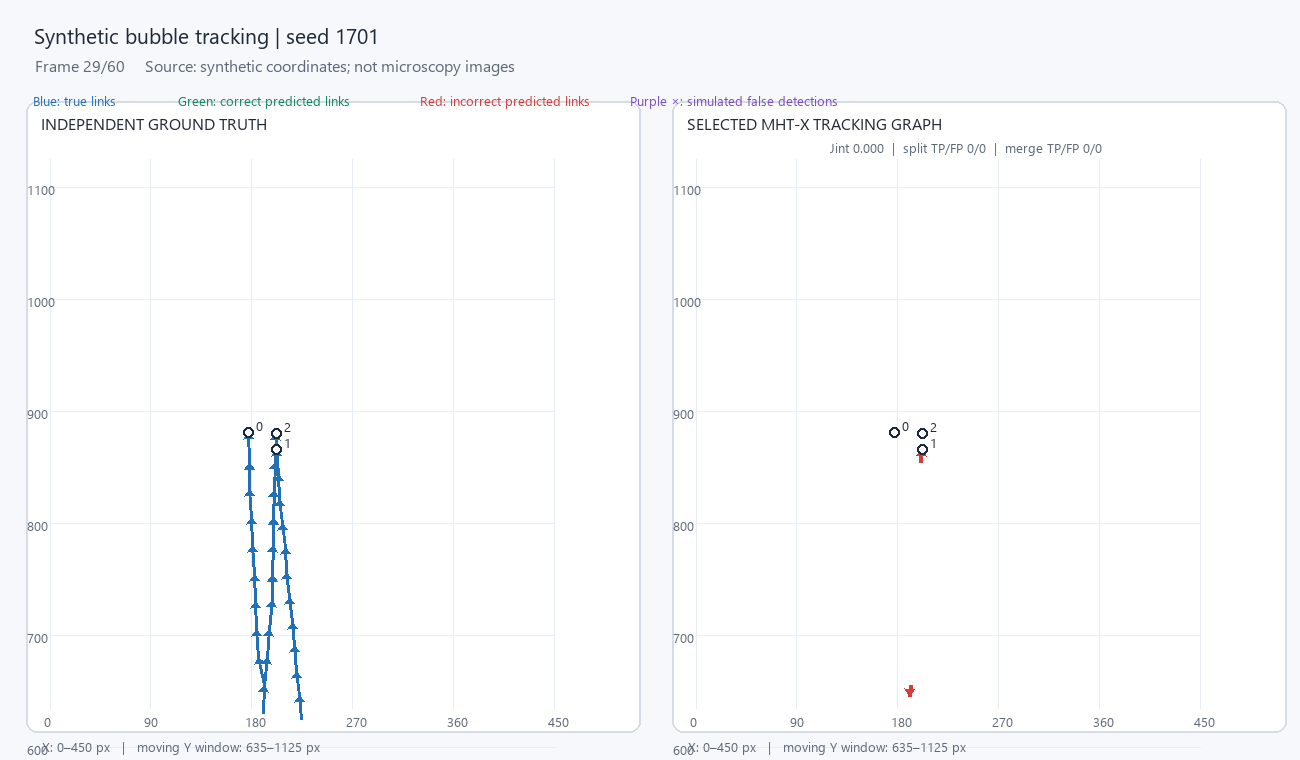 Synthetic bubble tracking | seed 1701
Frame 29/60 Source: synthetic coordinates; not microscopy images
Blue: true links Green: correct predicted links Red: incorrect predicted links Purple ×: simulated false detections
INDEPENDENT GROUND TRUTH
1100
1000
900
800
700
600
0
2
1
0 90 180 270 360 450
X: 0–450 px | moving Y window: 635–1125 px
SELECTED MHT-X TRACKING GRAPH
Jint 0.000 | split TP/FP 0/0 | merge TP/FP 0/0
1100
1000
900
800
700
600
0
2
1
0 90 180 270 360 450
X: 0–450 px | moving Y window: 635–1125 px